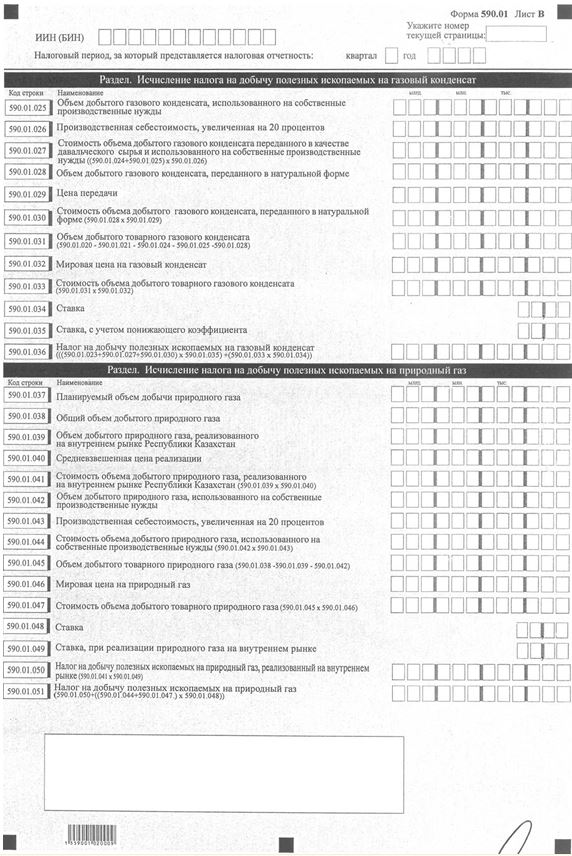 Форма 590.01 Лист В
ИИН (БИН)
Укажите номер
текущей страницы:
Налоговый период, за который представляется налоговая отчетность: квартал год
Раздел. Исчисление налога на добычу полезных ископаемых на газовый конденсат
Код строки Наименование млрд. млн. тыс.
590.01.025 Объем добытого газового конденсата, использованного на собственные
производственные нужды
590.01.026 Производственная себестоимость, увеличенная на 20 процентов
590.01.027 Стоимость объема добытого газового конденсата переданного в качестве
давальческого сырья и использованного на собственные производственные
нужды ((590.01.024+590.01.025) х 590.01.026)
590.01.028 Объем добытого газового конденсата, переданного в натуральной форме
590.01.029 Цена передачи
590.01.030 Стоимость объема добытого газового конденсата, переданного в натуральной
форме (590.01.028 х 590.01.029)
590.01.031 Объем добытого товарного газового конденсата
(590.01.020 - 590.01.021 - 590.01.024 - 590.01.025 -590.01.028)
590.01.032 Мировая цена на газовый конденсат
590.01.033 Стоимость объема добытого товарного газового конденсата
(590.01.031 х 590.01.032)
590.01.034 Ставка
590.01.035 Ставка, с учетом понижающего коэффициента
590.01.036 Налог на добычу полезных ископаемых на газовый конденсат
(((590.01.023+590.01.027+590.01.030) х 590.01.035) +(590.01.033 х 590.01.034))
Раздел. Исчисление налога на добычу полезных ископаемых на природный газ
Код строки Наименование млрд. млн. тыс.
590.01.037 Планируемый объем добычи природного газа
590.01.038 Общий объем добытого природного газа
590.01.039 Объем добытого природного газа, реализованного
на внутреннем рынке Республики Казахстан
590.01.040 Средневзвешенная цена реализации
590.01.041 Стоимость объема добытого природного газа, реализованного
на внутреннем рынке Республики Казахстан (590.01.039 х 590.01.040)
590.01.042 Объем добытого природного газа, использованного на собственные
производственные нужды
590.01.043 Производственная себестоимость, увеличенная на 20 процентов
590.01.044 Стоимость объема добытого природного газа, использованного на
собственные производственные нужды (590.01.042 х 590.01.043)
590.01.045 Объем добытого товарного природного газа (590.01.038 -590.01.039 - 590.01.042)
590.01.046 Мировая цена на природный газ
590.01.047 Стоимость объема добытого товарного природного газа (590.01.045 х 590.01.046)
590.01.048 Ставка
590.01.049 Ставка, при реализации природного газа на внутреннем рынке
590.01.050 Налог на добычу полезных ископаемых на природный газ, реализованный на внутреннем
рынке (590.01.041 х 590.01.049)
590.01.051 Налог на добычу полезных ископаемых на природный газ
(590.01.050+((590.01.044+590.01.047.) х 590.01.048))